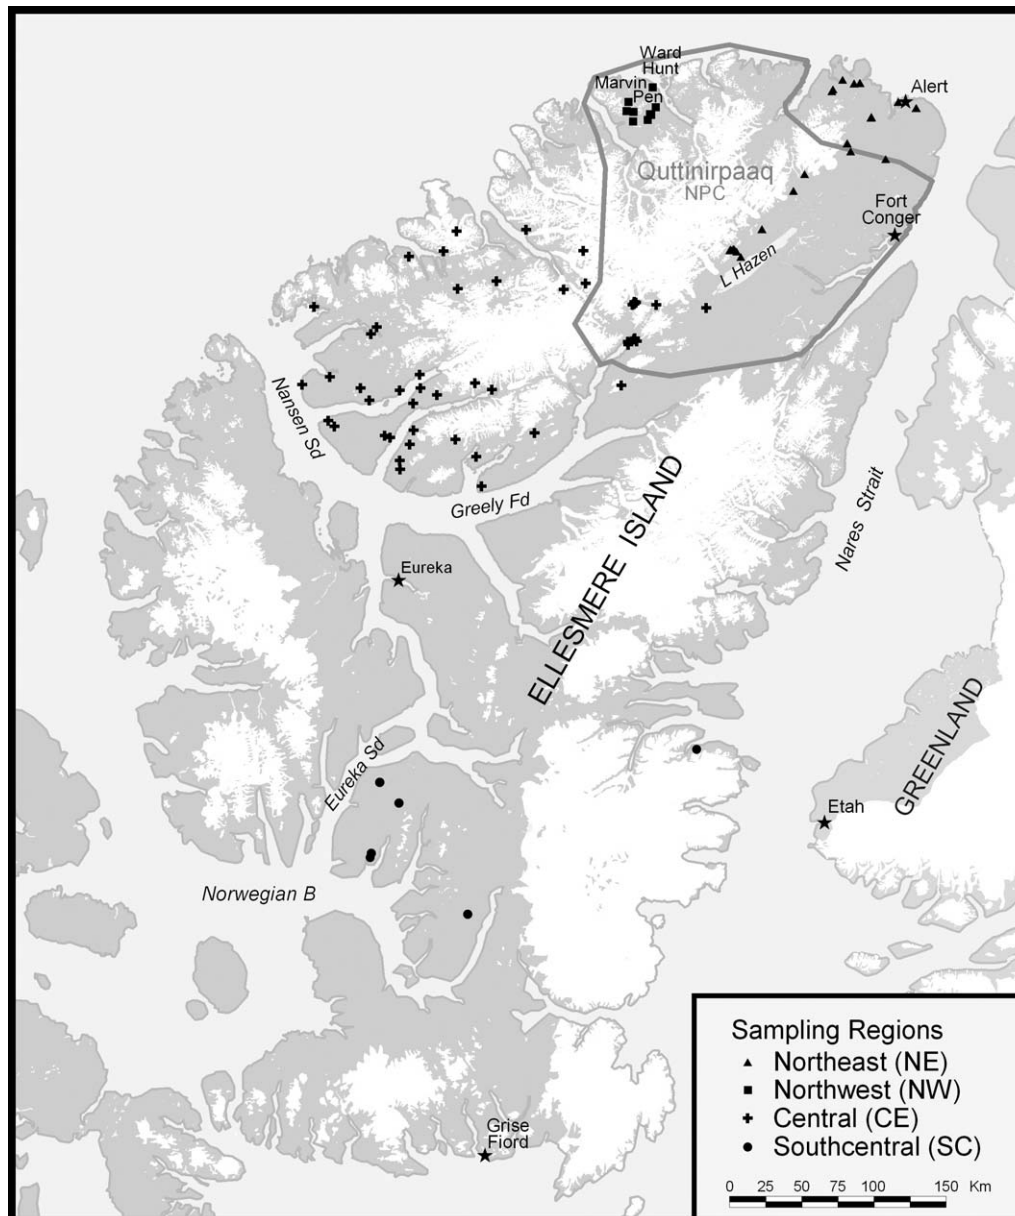 Ward
Hunt
Marvin
Pen
Alert
Quttinirpaaq
NPC
Fort
Conger
L Hazen
Nansen Sd
Greely Fd
ELLESMERE ISLAND
Nares Strait
Eureka
Eureka Sd
GREENLAND
Etah
Norwegian B
Grise
Fiord
Sampling Regions
Northeast (NE)
Northwest (NW)
Central (CE)
Southcentral (SC)
0 25 50 75 100 150 Km